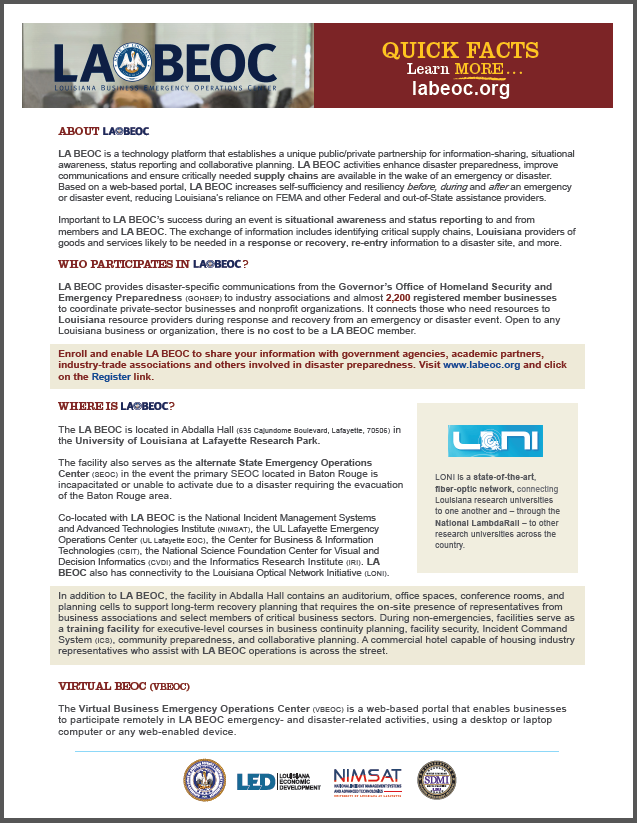 LA BEOC
LOUISIANA BUSINESS EMERGENCY OPERATIONS CENTER
QUICK FACTS
Learn MORE...
labeoc.org
ABOUT LA BEOC
LA BEOC is a technology platform that establishes a unique public/private partnership for information-sharing, situational
awareness, status reporting and collaborative planning. LA BEOC activities enhance disaster preparedness, improve
communications and ensure critically needed supply chains are available in the wake of an emergency or disaster.
Based on a web-based portal, LA BEOC increases self-sufficiency and resiliency before, during and after an emergency
or disaster event, reducing Louisiana's reliance on FEMA and other Federal and out-of-State assistance providers.
Important to LA BEOC's success during an event is situational awareness and status reporting to and from
members and LA BEOC. The exchange of information includes identifying critical supply chains, Louisiana providers of
goods and services likely to be needed in a response or recovery, re-entry information to a disaster site, and more.
WHO PARTICIPATES IN LA BEOC?
LA BEOC provides disaster-specific communications from the Governor's Office of Homeland Security and
Emergency Preparedness (GOHSEP) to industry associations and almost 2,200 registered member businesses
to coordinate private-sector businesses and nonprofit organizations. It connects those who need resources to
Louisiana resource providers during response and recovery from an emergency or disaster event. Open to any
Louisiana business or organization, there is no cost to be a LA BEOC member.
Enroll and enable LA BEOC to share your information with government agencies, academic partners,
industry-trade associations and others involved in disaster preparedness. Visit www.labeoc.org and click
on the Register link.
WHERE IS LA BEOC?
The LA BEOC is located in Abdalla Hall (635 Cajundome Boulevard, Lafayette, 70506) in
the University of Louisiana at Lafayette Research Park.
The facility also serves as the alternate State Emergency Operations
Center (SEOC) in the event the primary SEOC located in Baton Rouge is
incapacitated or unable to activate due to a disaster requiring the evacuation
of the Baton Rouge area.
Co-located with LA BEOC is the National Incident Management Systems
and Advanced Technologies Institute (NIMSAT), the UL Lafayette Emergency
Operations Center (UL Lafayette EOC), the Center for Business & Information
Technologies (CBIT), the National Science Foundation Center for Visual and
Decision Informatics (CVDI) and the Informatics Research Institute (IRI). LA
BEOC also has connectivity to the Louisiana Optical Network Initiative (LONI).
LONI
LONI is a state-of-the-art,
fiber-optic network, connecting
Louisiana research universities
to one another and – through the
National LambdaRail – to other
research universities across the
country.
In addition to LA BEOC, the facility in Abdalla Hall contains an auditorium, office spaces, conference rooms, and
planning cells to support long-term recovery planning that requires the on-site presence of representatives from
business associations and select members of critical business sectors. During non-emergencies, facilities serve as
a training facility for executive-level courses in business continuity planning, facility security, Incident Command
System (ICS), community preparedness, and collaborative planning. A commercial hotel capable of housing industry
representatives who assist with LA BEOC operations is across the street.
VIRTUAL BEOC (VBEOC)
The Virtual Business Emergency Operations Center (VBEOC) is a web-based portal that enables businesses
to participate remotely in LA BEOC emergency- and disaster-related activities, using a desktop or laptop
computer or any web-enabled device.
LED LOUISIANA
ECONOMIC
DEVELOPMENT
NIMSAT
NATIONAL INCIDENT MANAGEMENT SYSTEMS
AND ADVANCED TECHNOLOGIES
UNIVERSITY OF LOUISIANA AT LAFAYETTE
SDMI